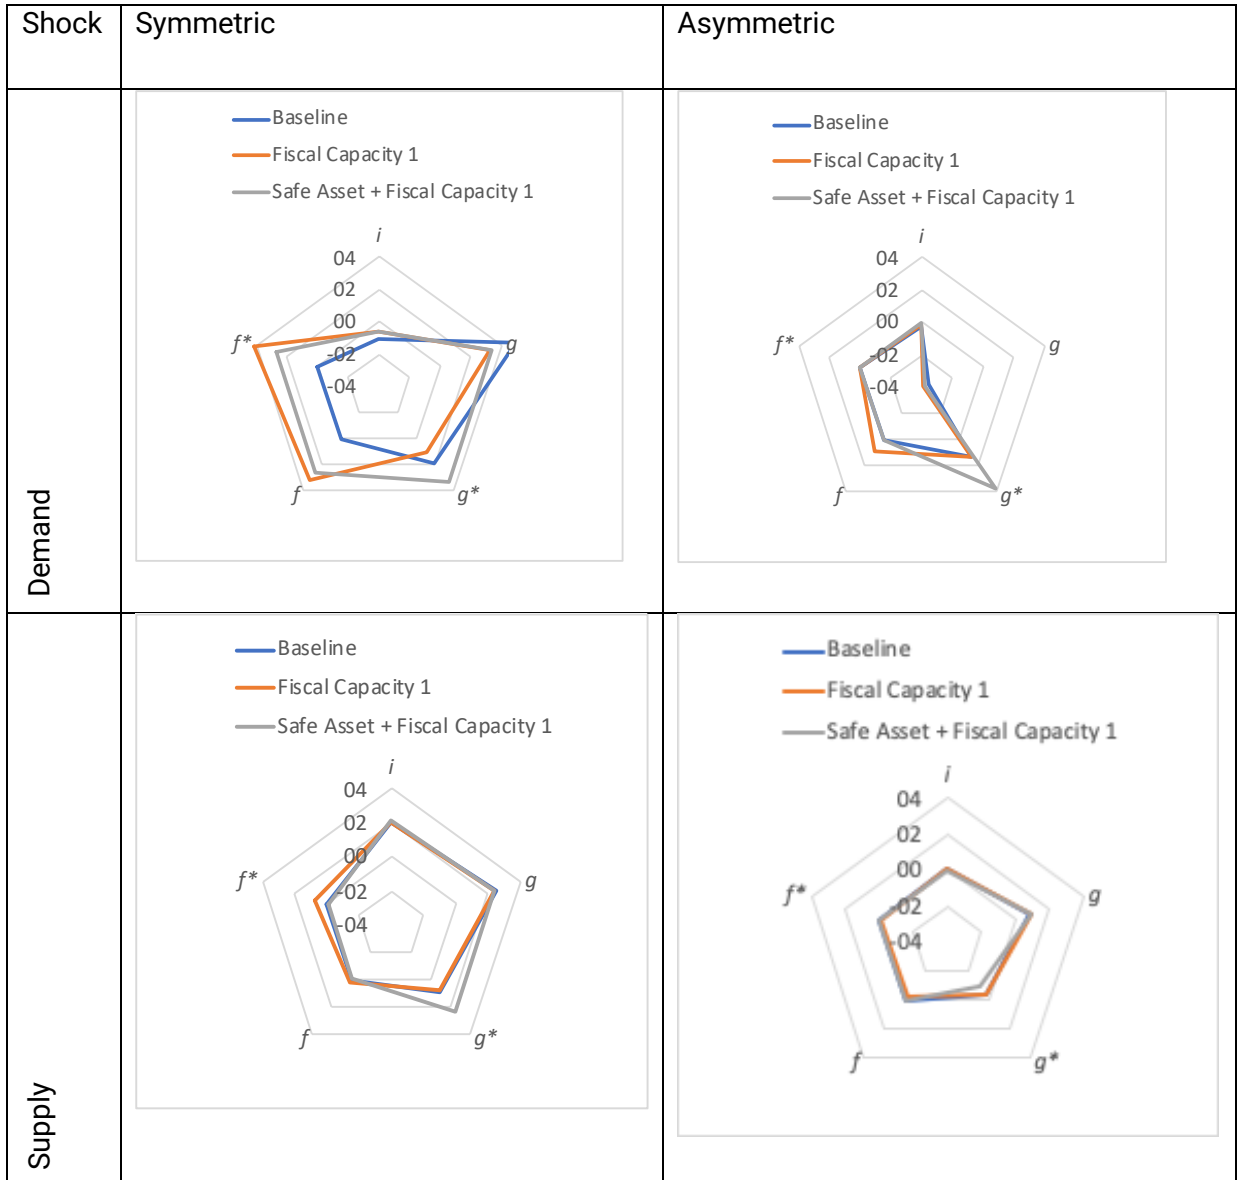 Shock
Symmetric
Asymmetric
Demand
Baseline
Fiscal Capacity 1
Safe Asset + Fiscal Capacity 1
i
04
02
00
-02
-04
f*
g
f
g*
Baseline
Fiscal Capacity 1
Safe Asset + Fiscal Capacity 1
i
04
02
00
-02
-04
f*
g
f
g*
Supply
Baseline
Fiscal Capacity 1
Safe Asset + Fiscal Capacity 1
i
04
02
00
-02
-04
f*
g
f
g*
Baseline
Fiscal Capacity 1
Safe Asset + Fiscal Capacity 1
i
04
02
00
-02
-04
f*
g
f
g*